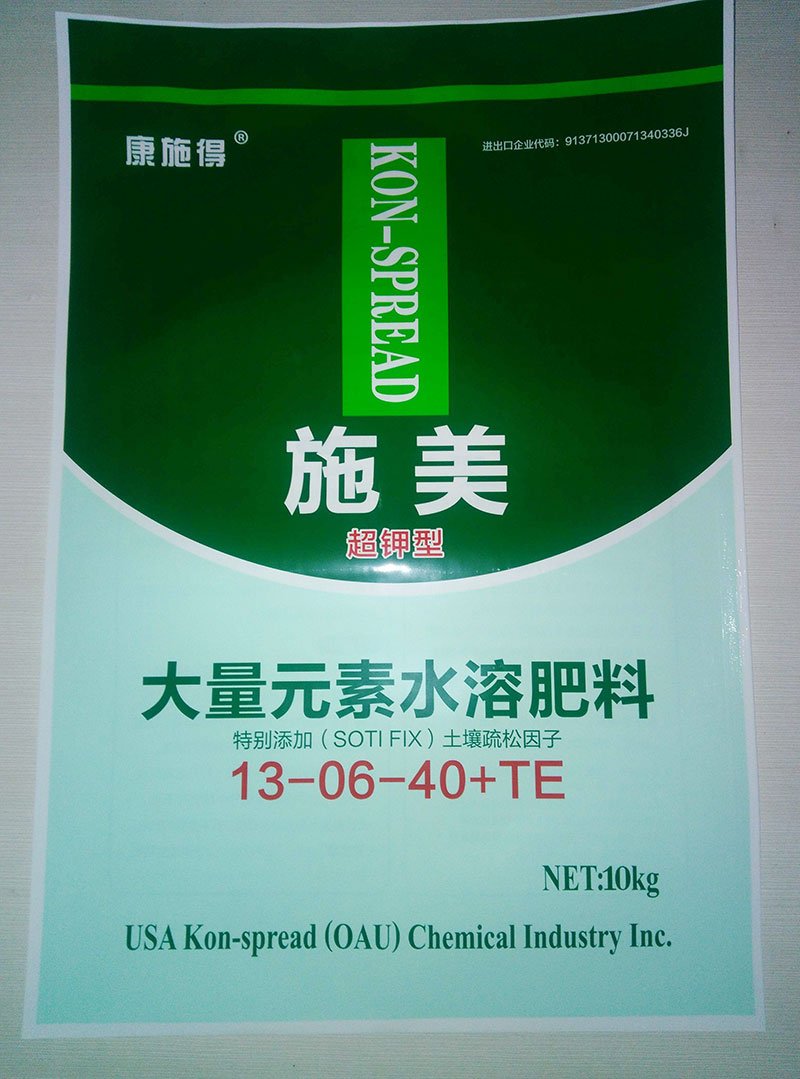 康施得®
进出口企业代码：91371300071340336J
KON-SPREAD
施美
超钾型
大量元素水溶肥料
特别添加（SOTI FIX）土壤疏松因子
13-06-40+TE
NET:10kg
USA Kon-spread (OAU) Chemical Industry Inc.